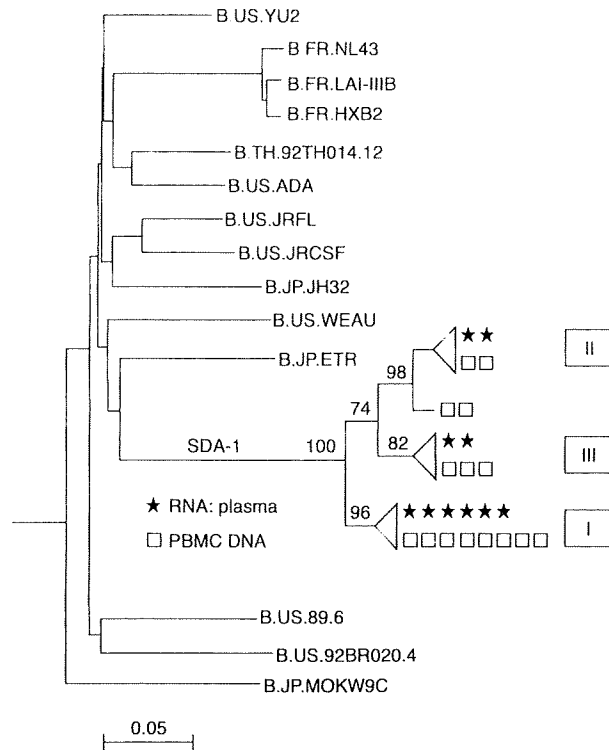 B.US.YU2
B FR.NL43
B.FR.LAI-IIIB
B.FR.HXB2
B.TH.92TH014.12
B.US.ADA
B.US.JRFL
B.US.JRCSF
B.JP.JH32
B.US.WEAU
B.JP.ETR
98
II
74
SDA-1 100
82
III
96
I
★ RNA: plasma
□ PBMC DNA
B.US.89.6
B.US.92BR020.4
B.JP.MOKW9C
0.05